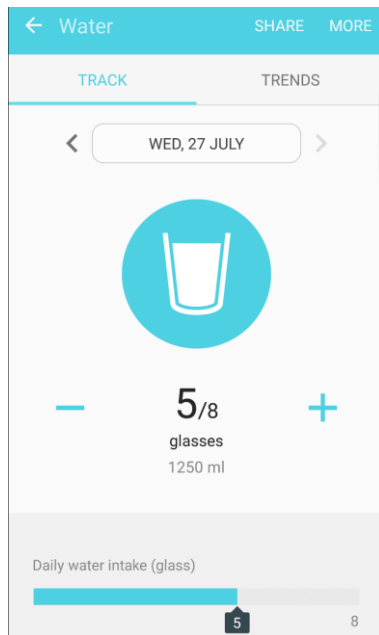 Water SHARE MORE
TRACK TRENDS
WED, 27 JULY
5/8
glasses
1250 ml
Daily water intake (glass)
5 8